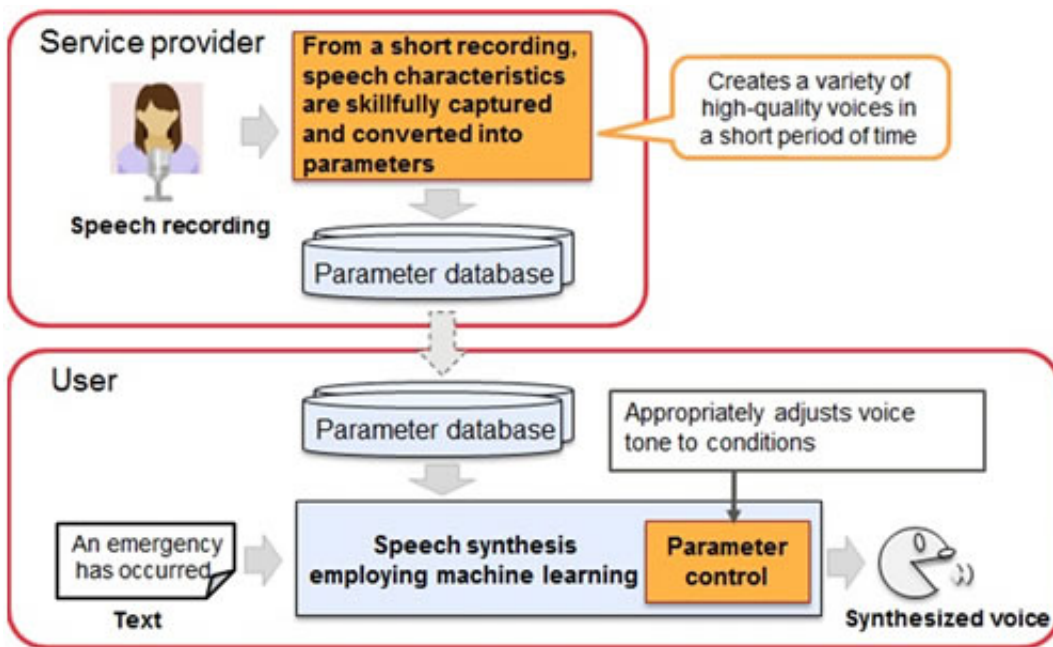 Service provider
From a short recording,
speech characteristics
are skillfully captured
and converted into
parameters
Creates a variety of
high-quality voices in
a short period of time
Speech recording
Parameter database
User
Parameter database
Appropriately adjusts voice
tone to conditions
An emergency
has occurred
Text
Speech synthesis
employing machine learning
Parameter
control
Synthesized voice